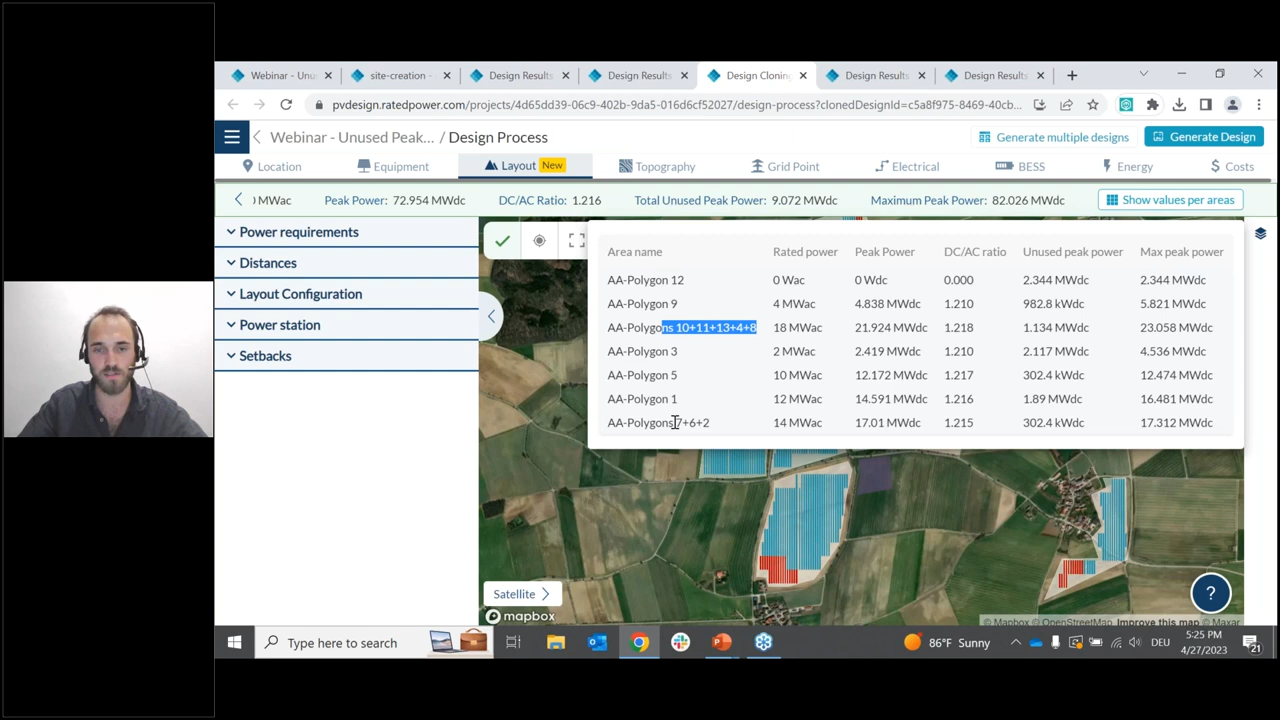 Webinar - Unu
site-creation -
Design Results
Design Results
Design Cloning
Design Results
Design Results
pvdesign.ratedpower.com/projects/4d65dd39-06c9-402b-9da5-016d6cf52027/design-process?clonedDesignId=c5a8f975-8469-40cb...
Webinar - Unused Peak... / Design Process
Generate multiple designs
Generate Design
Location
Equipment
Layout New
Topography
Grid Point
Electrical
BESS
Energy
Costs
MWac
Peak Power: 72.954 MWdc
DC/AC Ratio: 1.216
Total Unused Peak Power: 9.072 MWdc
Maximum Peak Power: 82.026 MWdc
Show values per areas
Power requirements
Distances
Layout Configuration
Power station
Setbacks
Area name Rated power Peak Power DC/AC ratio Unused peak power Max peak power
AA-Polygon 12 0 Wac 0 Wdc 0.000 2.344 MWdc 2.344 MWdc
AA-Polygon 9 4 MWac 4.838 MWdc 1.210 982.8 kWdc 5.821 MWdc
AA-Polygons 10+11+13+4+8 18 MWac 21.924 MWdc 1.218 1.134 MWdc 23.058 MWdc
AA-Polygon 3 2 MWac 2.419 MWdc 1.210 2.117 MWdc 4.536 MWdc
AA-Polygon 5 10 MWac 12.172 MWdc 1.217 302.4 kWdc 12.474 MWdc
AA-Polygon 1 12 MWac 14.591 MWdc 1.216 1.89 MWdc 16.481 MWdc
AA-Polygons 7+6+2 14 MWac 17.01 MWdc 1.215 302.4 kWdc 17.312 MWdc
Satellite
mapbox
?
© Mapbox © OpenStreetMap Improve this map © Maxar
Type here to search
86°F Sunny
DEU
5:25 PM
4/27/2023
21